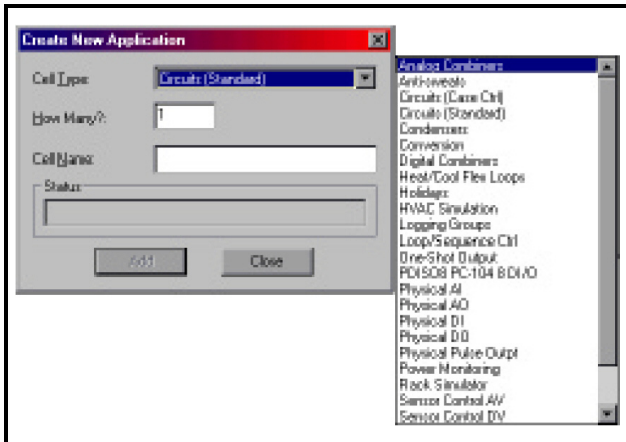 Create New Application
Cell Type:
Circuits (Standard)
How Many?:
1
Cell Name:
Status
Add
Close
Analog Combiners
Anti-sweats
Circuits (Case Ctrl)
Circuits (Standard)
Condensers
Conversion
Digital Combiners
Heat/Cool Flex Loops
Holidays
HVAC Simulation
Logging Groups
Loop/Sequence Ctrl
One-Shot Output
PDISO8 PC-104 8DI/O
Physical AI
Physical AO
Physical DI
Physical DO
Physical Pulse Outpt
Power Monitoring
Rack Simulator
Sensor Control AV
Sensor Control DV